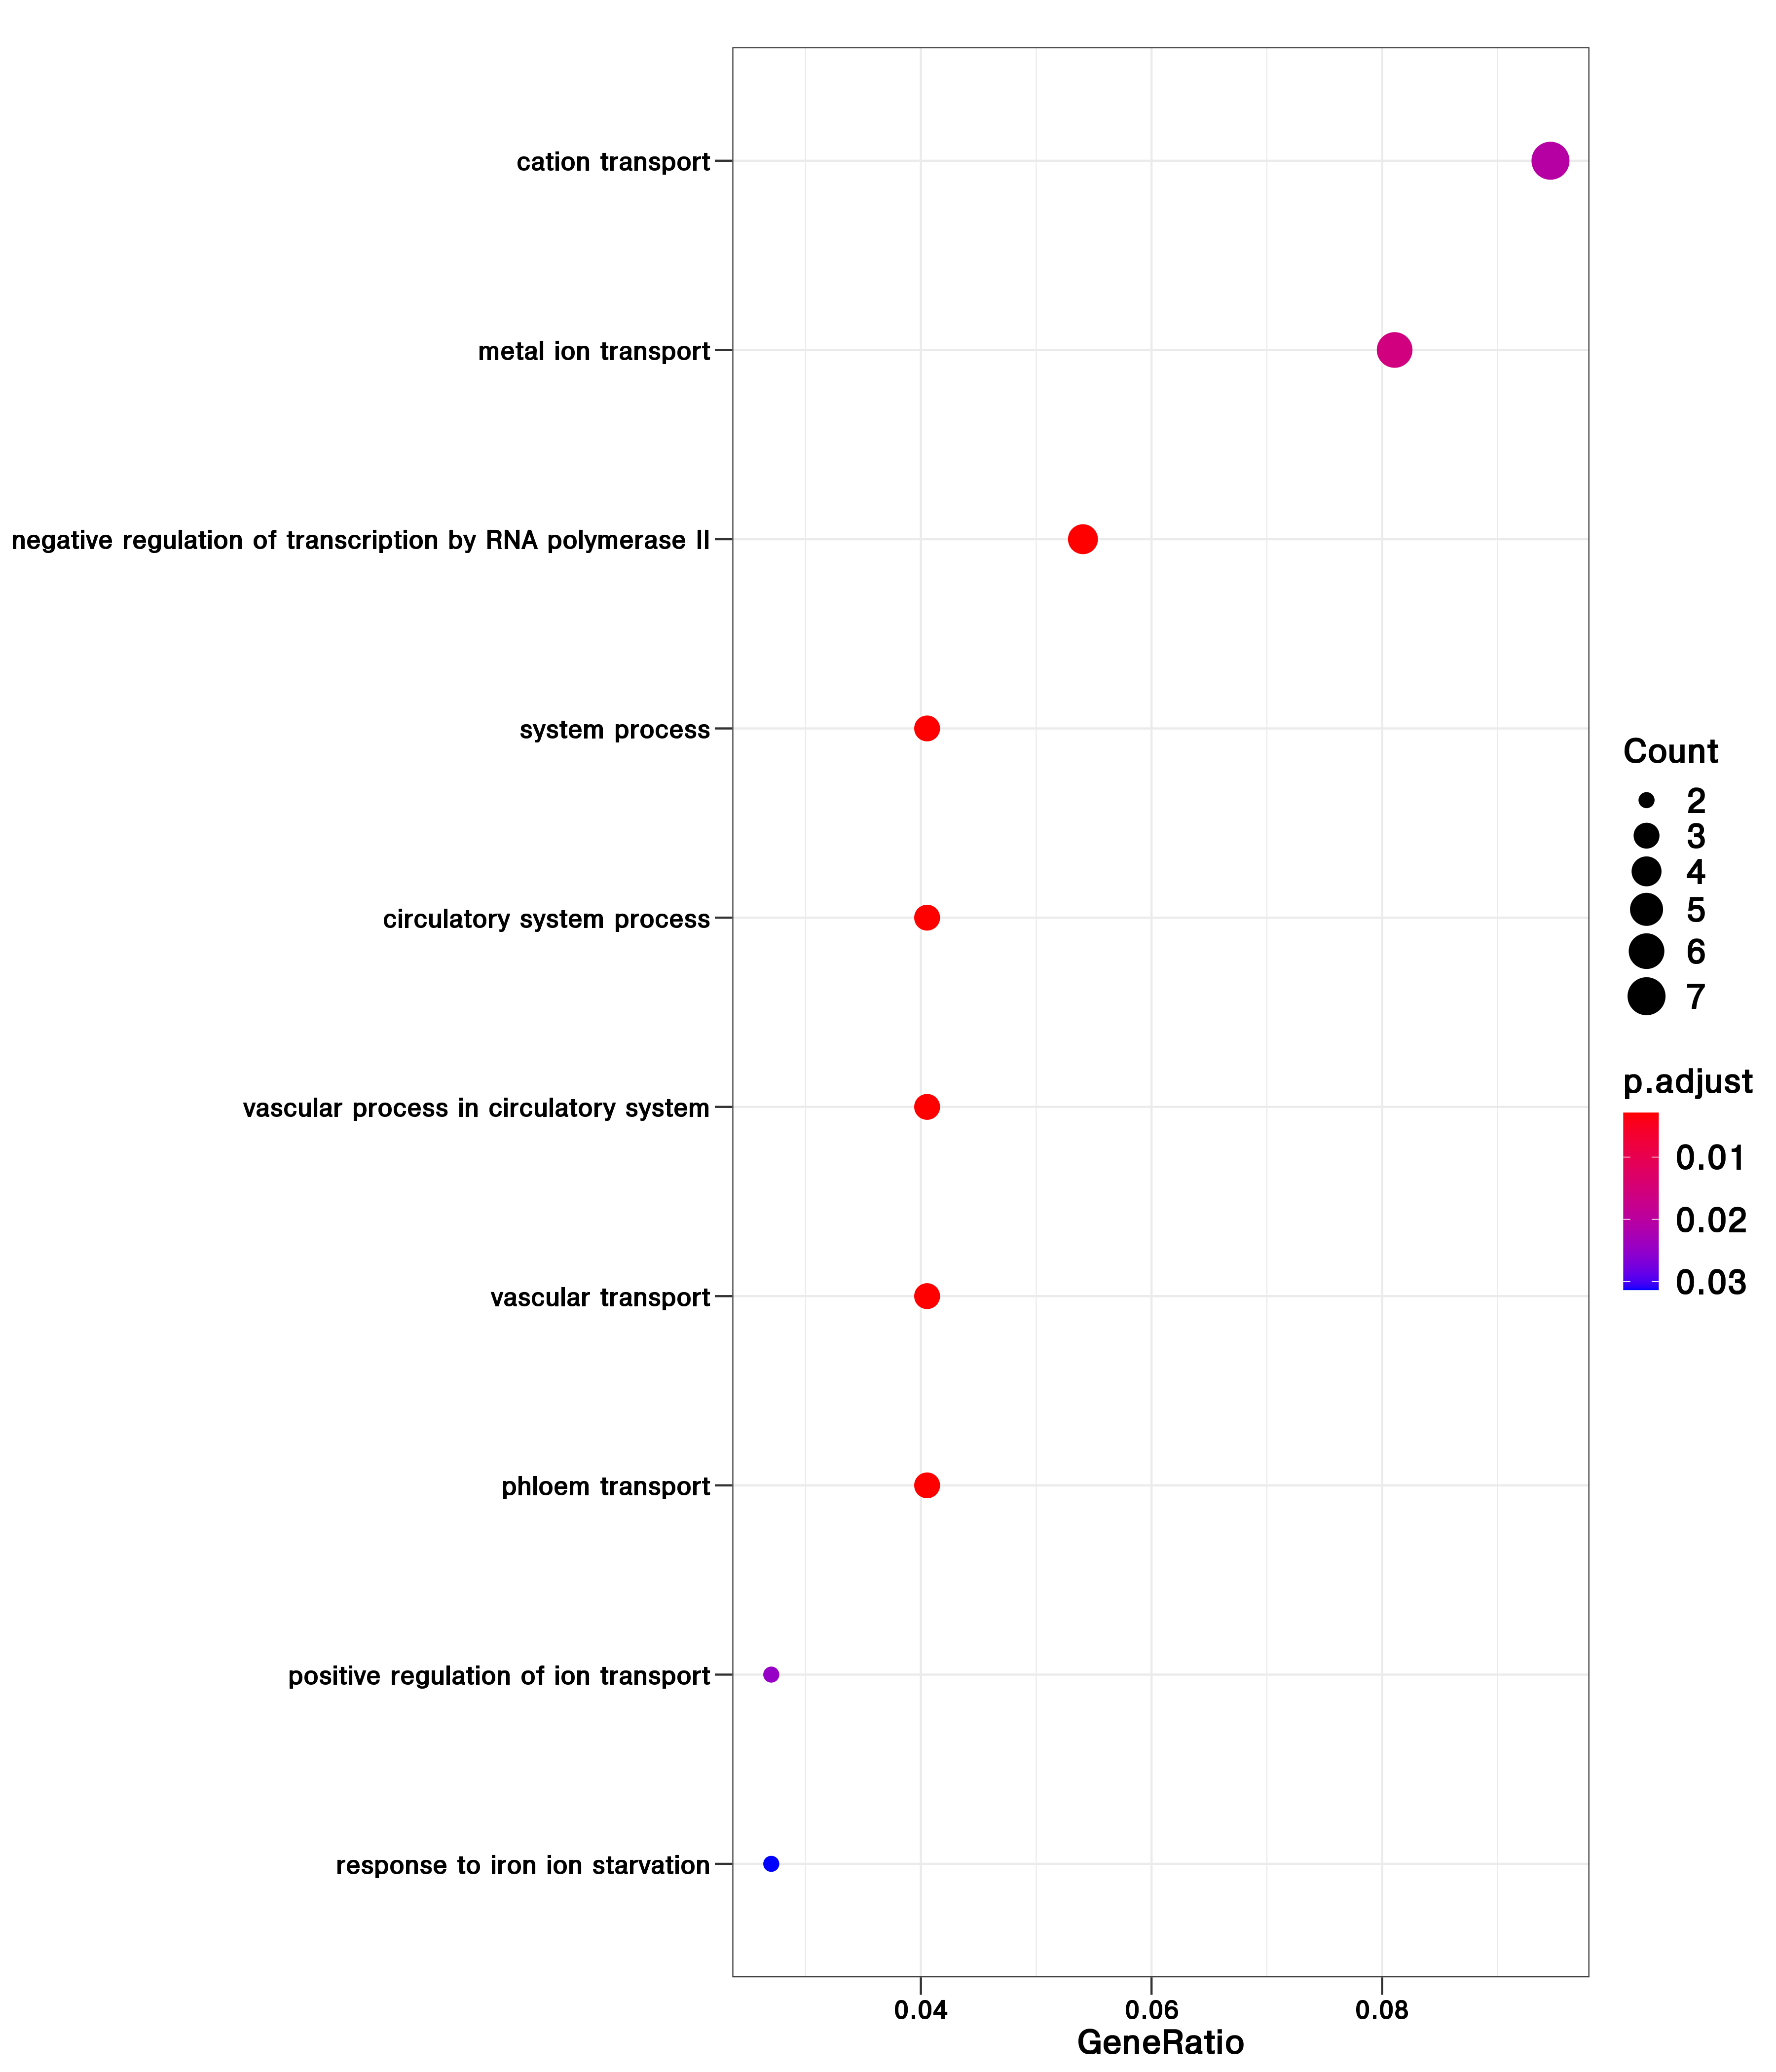 cation transport
metal ion transport
negative regulation of transcription by RNA polymerase II
system process
circulatory system process
vascular process in circulatory system
vascular transport
phloem transport
positive regulation of ion transport
response to iron ion starvation
0.04 0.06 0.08
GeneRatio
Count
2
3
4
5
6
7
p.adjust
0.01
0.02
0.03